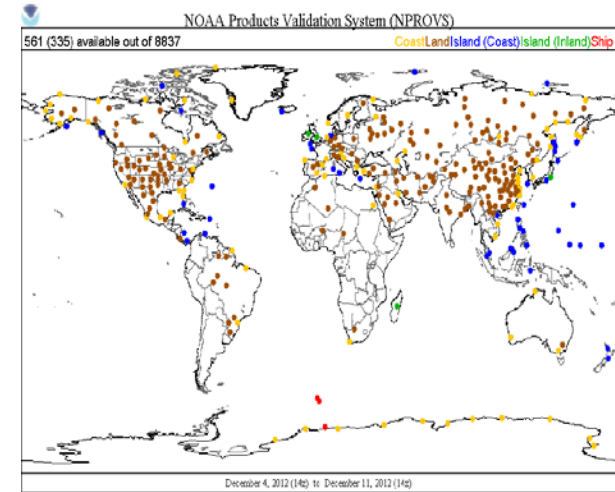 NOAA Products Validation System (NPROVS)
561 (335) available out of 8837
CoastLandIsland (Coast)Island (Inland)Ship
December 4, 2012 (14z) to December 11, 2012 (14z)